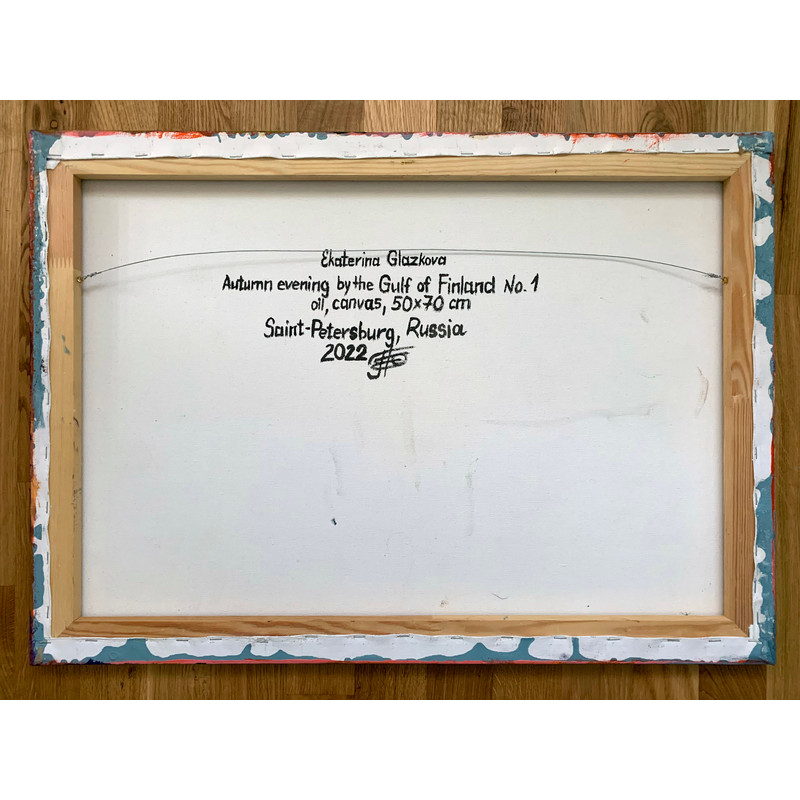 Ekaterina Glazkova
Autumn evening by the Gulf of Finland No. 1
oil, canvas, 50x70 cm
Saint-Petersburg, Russia
2022